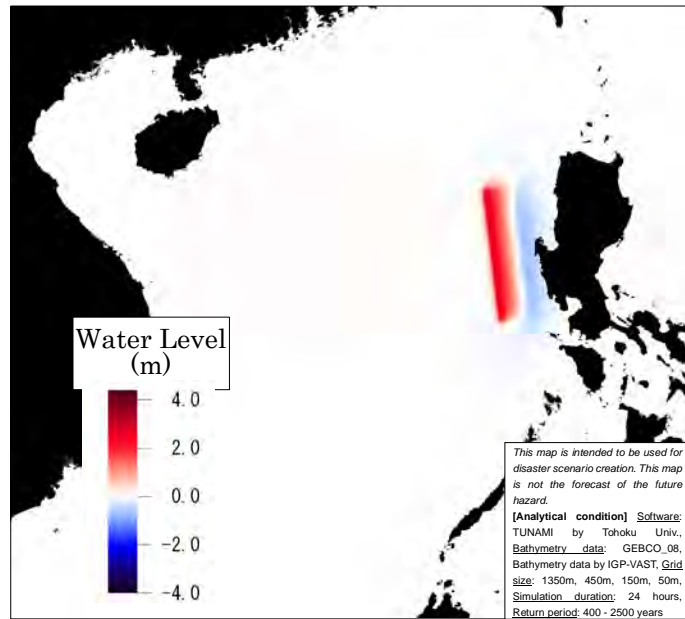 Water Level
(m)
4.0
2.0
0.0
-2.0
-4.0
This map is intended to be used for
disaster scenario creation. This map
is not the forecast of the future
hazard.
[Analytical condition] Software:
TUNAMI by Tohoku Univ.,
Bathymetry data: GEBCO_08,
Bathymetry data by IGP-VAST, Grid
size: 1350m, 450m, 150m, 50m,
Simulation duration: 24 hours,
Return period: 400 - 2500 years